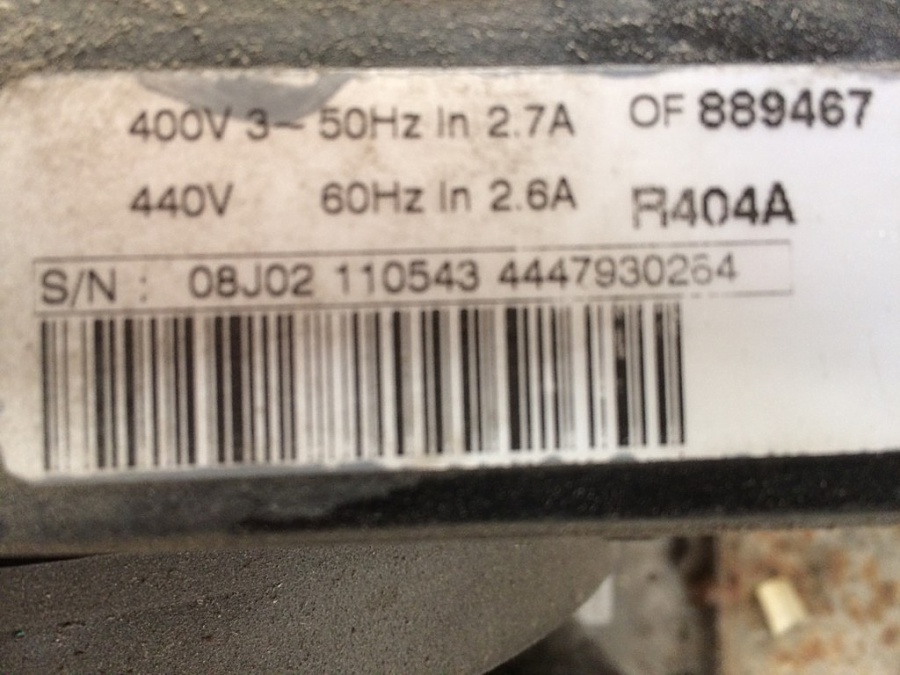 400V 3~ 50Hz In 2.7A OF 889467
440V 60Hz In 2.6A R404A
S/N : 08J02 110543 4447930264